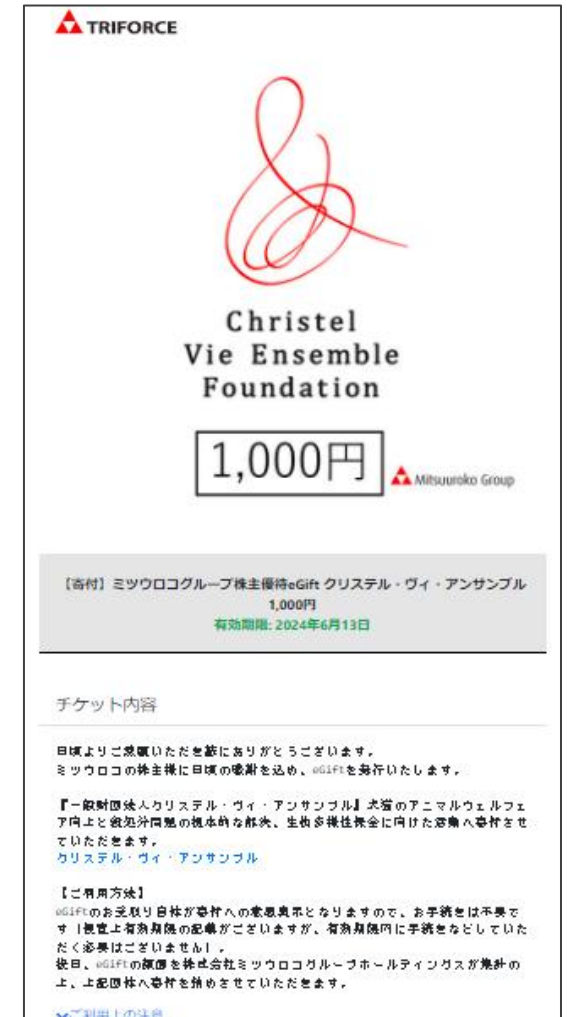 TRIFORCE
Christel
Vie Ensemble
Foundation
1,000円
Mitsuuroko Group
【寄付】ミツウロコグループ株主優待eGift クリステル・ヴィ・アンサンブル
1,000円
有効期限: 2024年6月13日
チケット内容
日頃よりご愛顧いただき誠にありがとうございます。
ミツウロコの株主様に日頃の感謝を込め、eGiftを発行いたします。
『一般財団法人クリステル・ヴィ・アンサンブル』犬猫のアニマルウェルフェ
ア向上と殺処分問題の根本的な解決、生物多様性保全に向けた活動へ寄付させ
ていただきます。
クリステル・ヴィ・アンサンブル
【ご利用方法】
eGiftのお受取り自体が寄付への意思表示となりますので、お手続きは不要で
す（便宜上有効期限の記載がございますが、有効期限内に手続きなどしていた
だく必要はございません）。
後日、eGiftの額面を株式会社ミツウロコグループホールディングスが集計の
上、上記団体へ寄付を納めさせていただきます。
ご利用上の注意